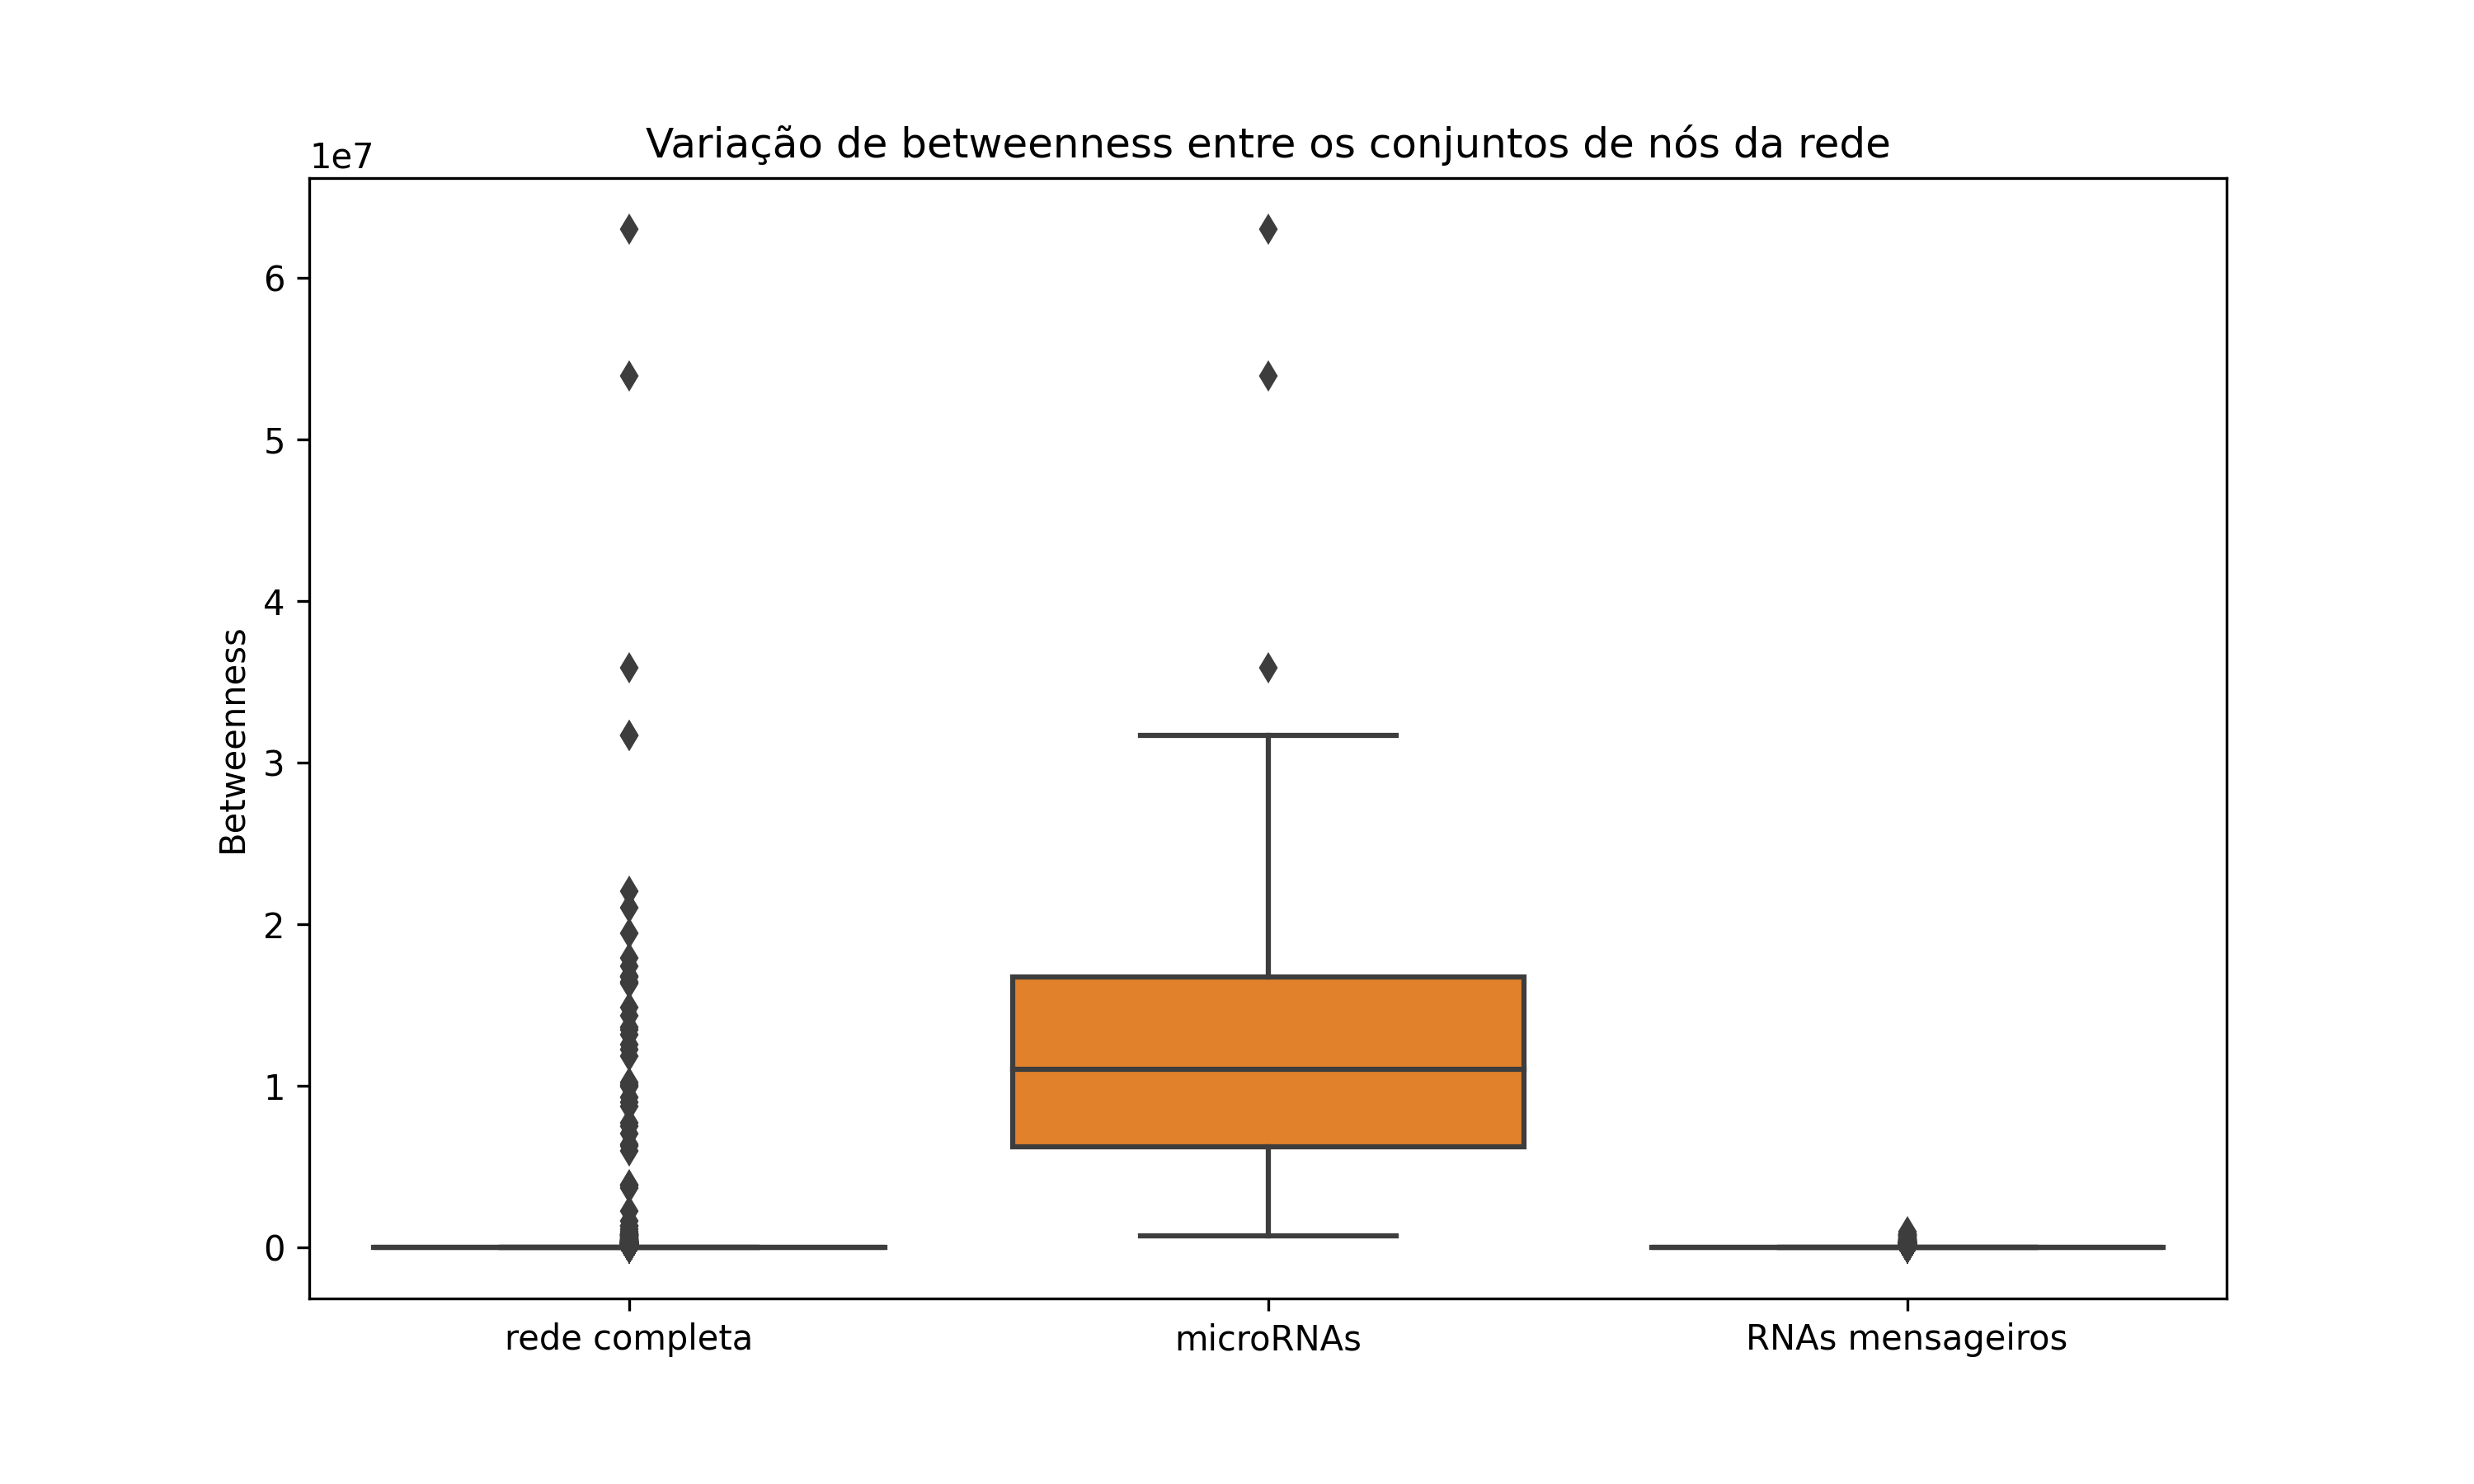 Variação de betweenness entre os conjuntos de nós da rede
1e7
6
5
4
3
2
1
0
Betweenness
rede completa
microRNAs
RNAs mensageiros